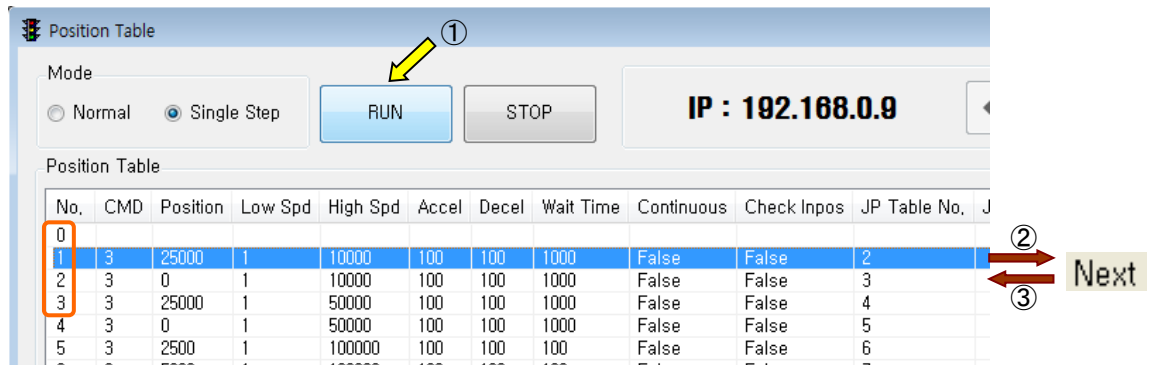 Position Table
①
Mode
Normal Single Step RUN STOP IP : 192.168.0.9
Position Table
No. CMD Position Low Spd High Spd Accel Decel Wait Time Continuous Check Inpos JP Table No. J
0
1 3 25000 1 10000 100 100 1000 False False 2
2 3 0 1 10000 100 100 1000 False False 3
3 3 25000 1 50000 100 100 1000 False False 4
4 3 0 1 50000 100 100 1000 False False 5
5 3 2500 1 100000 100 100 100 False False 6
②
Next
③